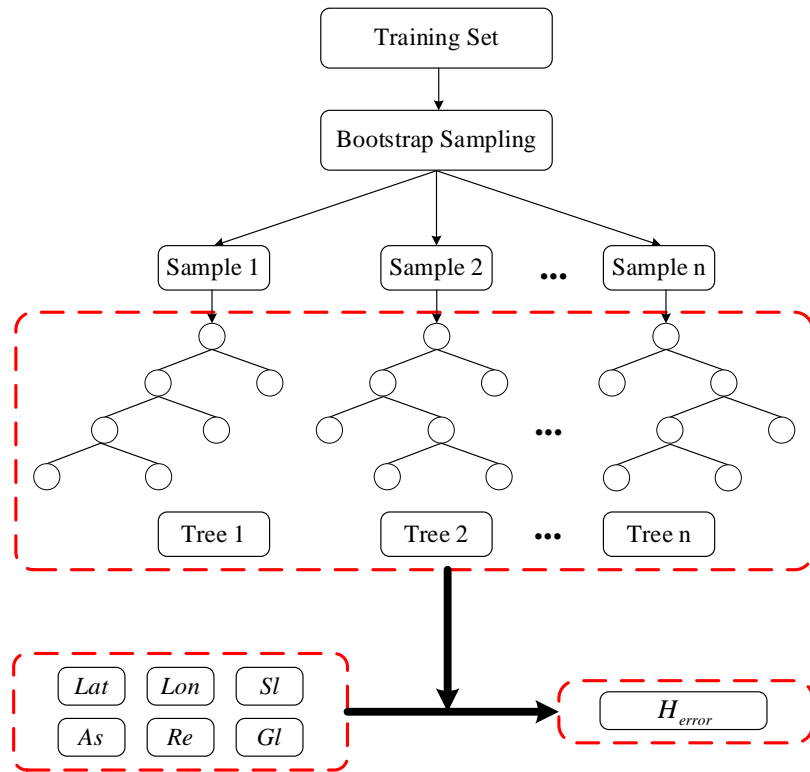 Training Set
Bootstrap Sampling
Sample 1 Sample 2 ... Sample n
...
Tree 1 Tree 2 ... Tree n
Lat Lon Sl
As Re Gl
H_error